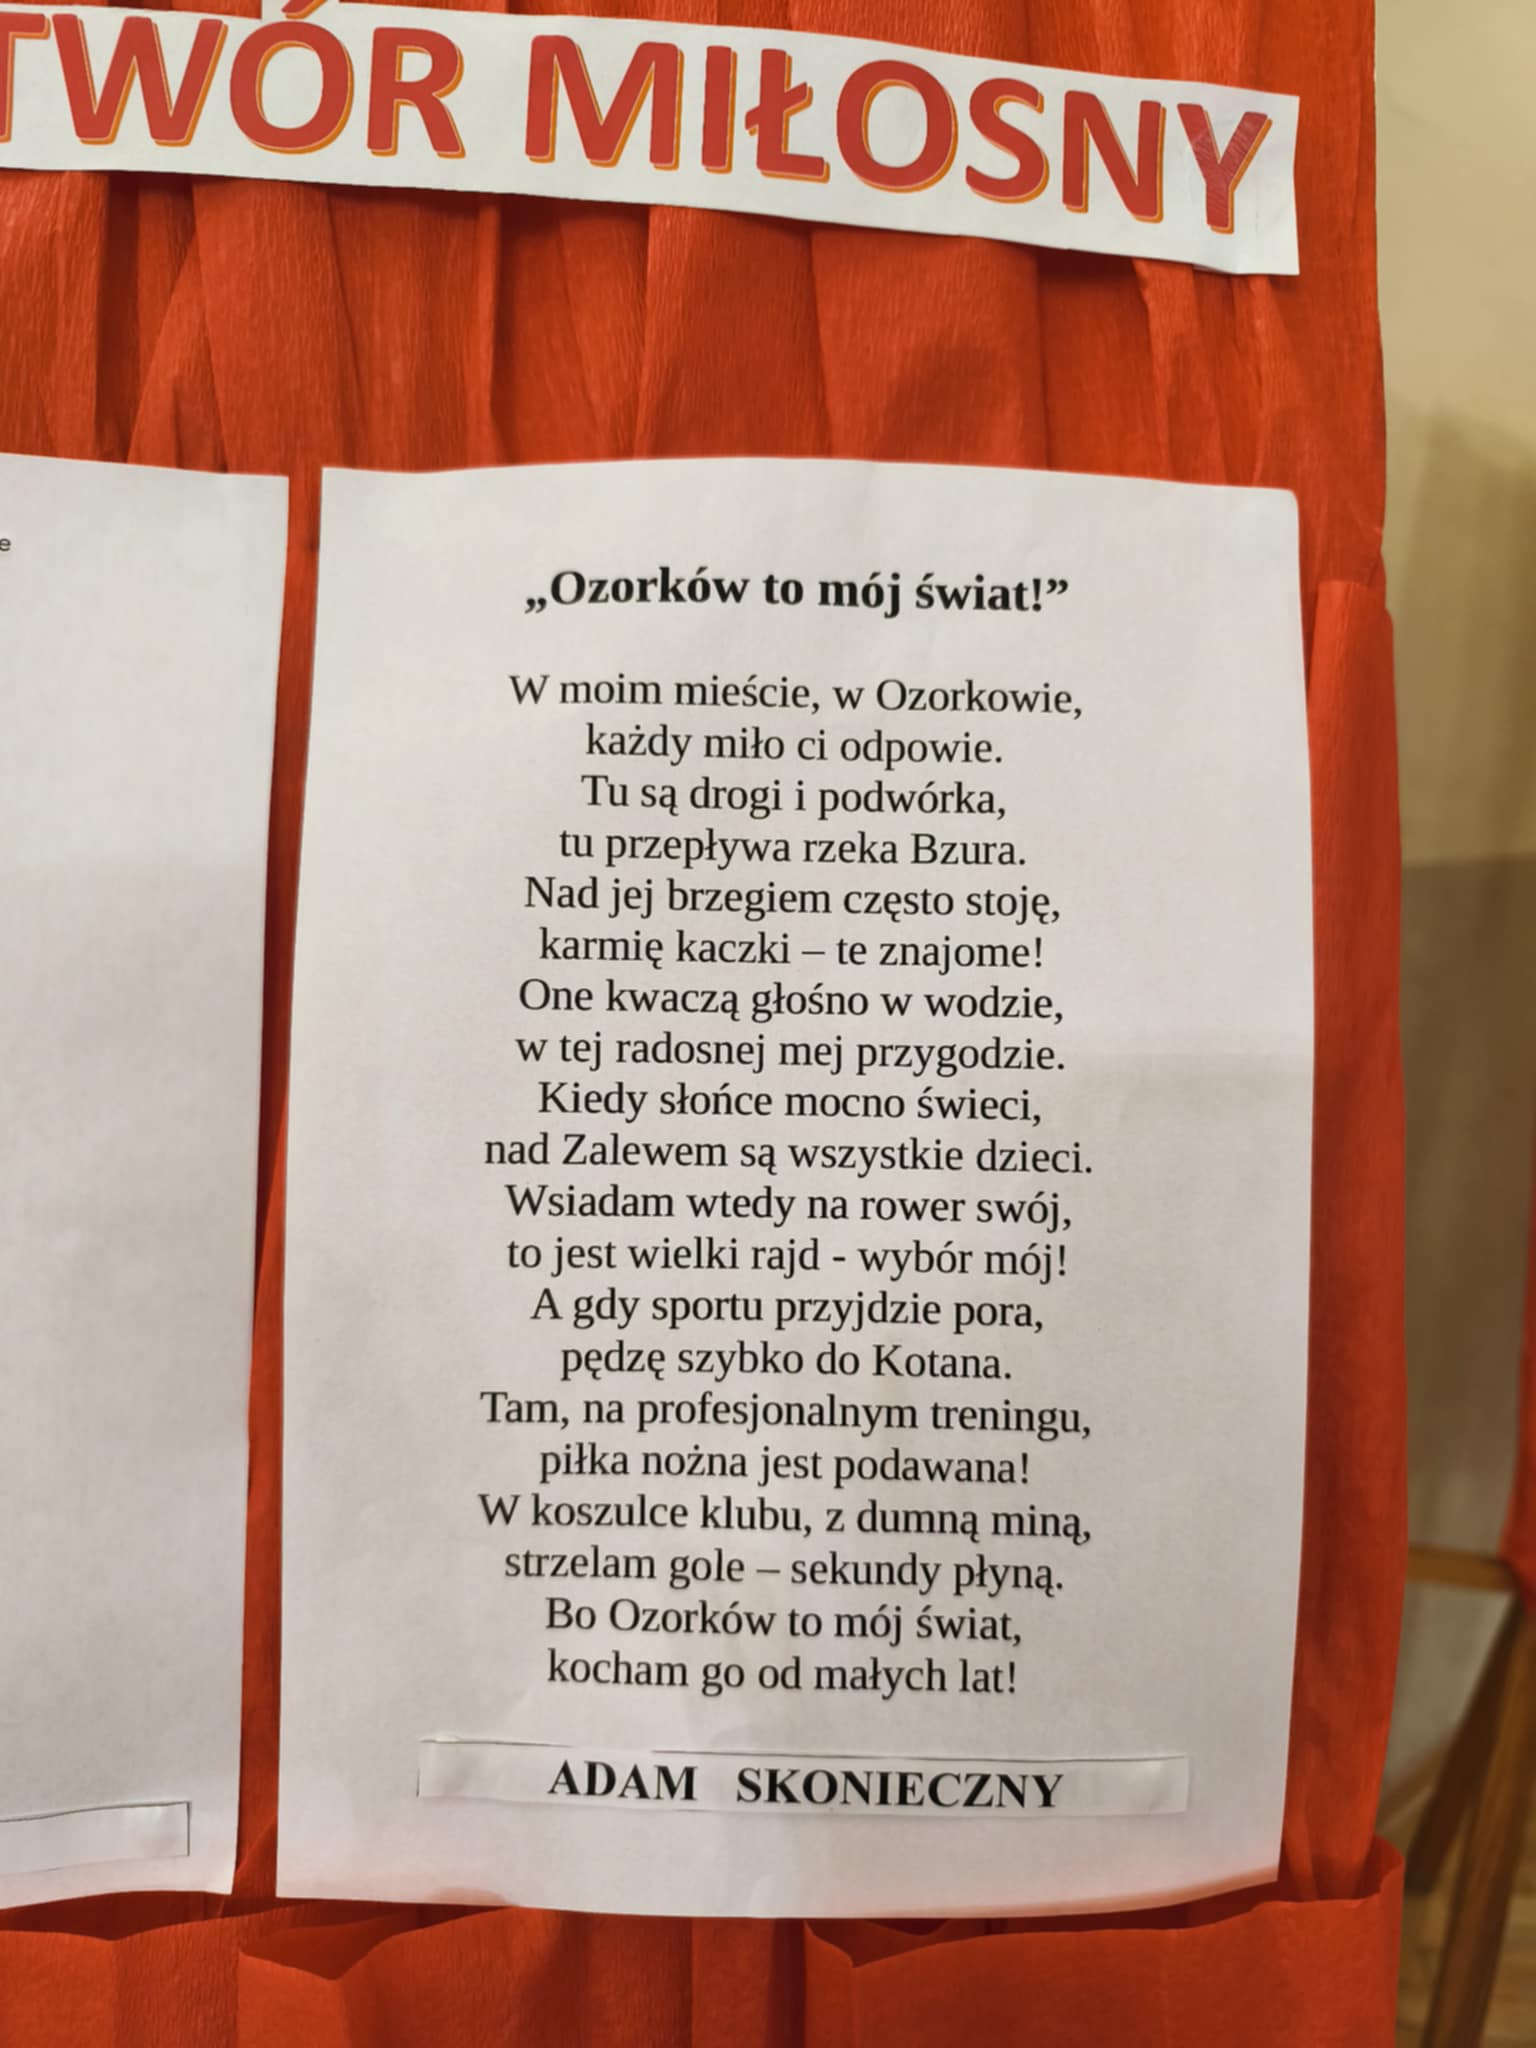 TWÓR MIŁOSNY
e
„Ozorków to mój świat!”
W moim mieście, w Ozorkowie,
każdy miło ci odpowie.
Tu są drogi i podwórka,
tu przepływa rzeka Bzura.
Nad jej brzegiem często stoję,
karmię kaczki – te znajome!
One kwaczą głośno w wodzie,
w tej radosnej mej przygodzie.
Kiedy słońce mocno świeci,
nad Zalewem są wszystkie dzieci.
Wsiadam wtedy na rower swój,
to jest wielki rajd - wybór mój!
A gdy sportu przyjdzie pora,
pędzę szybko do Kotana.
Tam, na profesjonalnym treningu,
piłka nożna jest podawana!
W koszulce klubu, z dumną miną,
strzelam gole – sekundy płyną.
Bo Ozorków to mój świat,
kocham go od małych lat!
ADAM SKONIECZNY